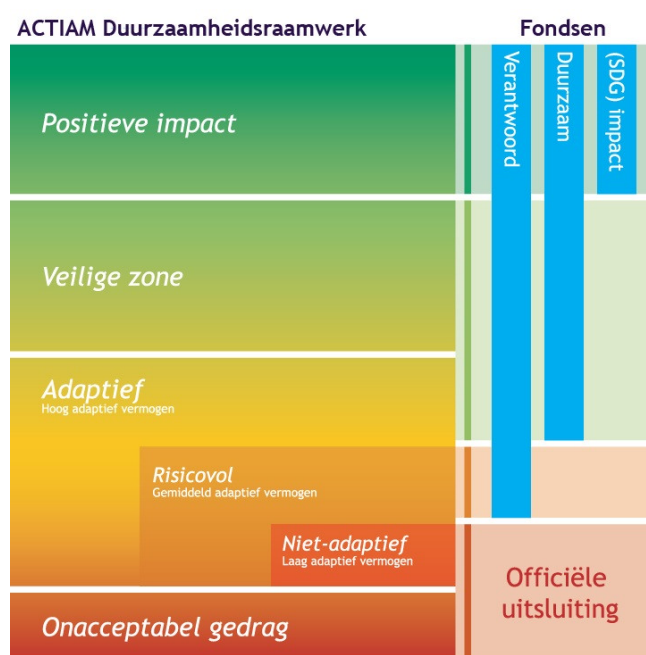 ACTIAM Duurzaamheidsraamwerk
Fondsen
Verantwoord
Duurzaam
(SDG) impact
Positieve impact
Veilige zone
Adaptief
Hoog adaptief vermogen
Risicovol
Gemiddeld adaptief vermogen
Niet-adaptief
Laag adaptief vermogen
Officiële
uitsluiting
Onacceptabel gedrag